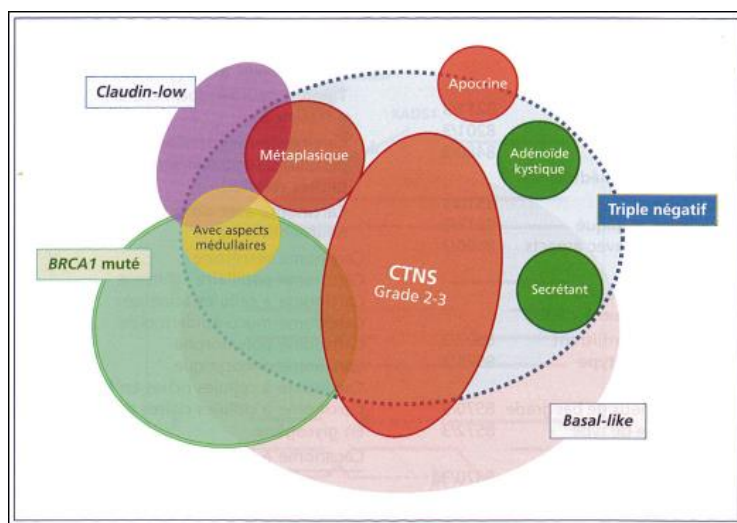 Claudin-low
Apocrine
Métaplasique
Adénoïde
kystique
Triple négatif
Avec aspects
médullaires
BRCA1 muté
CTNS
Grade 2-3
Secrétant
Basal-like